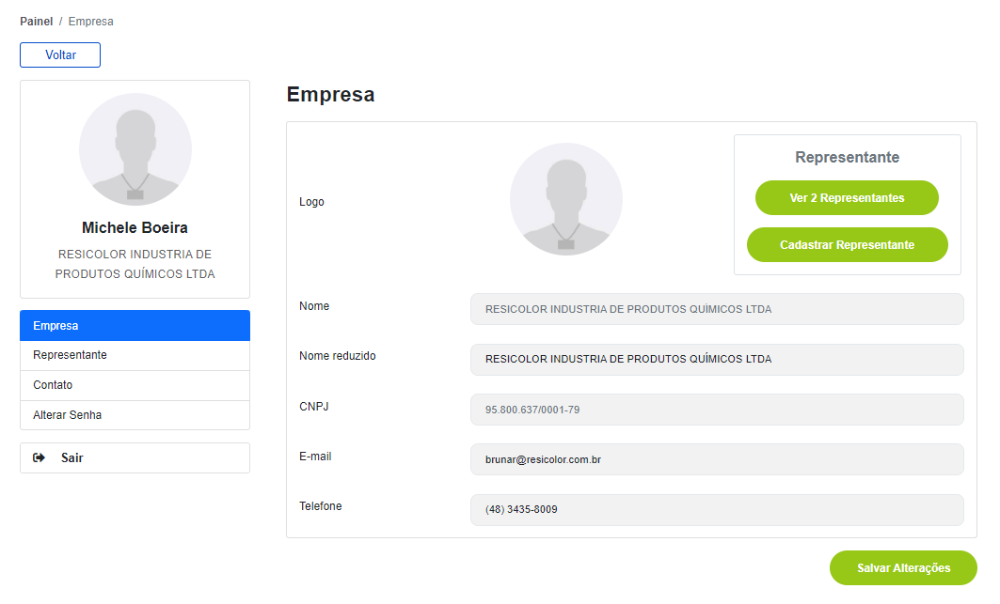 Painel / Empresa
Voltar
Michele Boeira
RESICOLOR INDUSTRIA DE
PRODUTOS QUÍMICOS LTDA
Empresa
Representante
Contato
Alterar Senha
Sair
Empresa
Logo
Representante
Ver 2 Representantes
Cadastrar Representante
Nome
RESICOLOR INDUSTRIA DE PRODUTOS QUÍMICOS LTDA
Nome reduzido
RESICOLOR INDUSTRIA DE PRODUTOS QUÍMICOS LTDA
CNPJ
95.800.637/0001-79
E-mail
brunar@resicolor.com.br
Telefone
(48) 3435-8009
Salvar Alterações